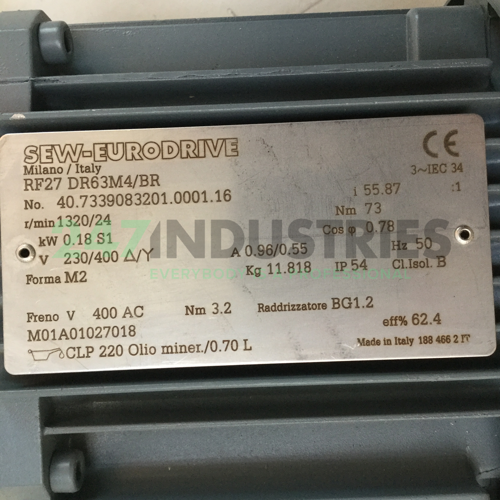 SEW-EURODRIVE
CE
Milano / Italy
3~IEC 34
RF27 DR63M4/BR
No. 40.7339083201.0001.16
i 55.87 :1
r/min 1320/24
Nm 73
kW 0.18 S1
Cos φ 0.78
V 230/400 Δ/Y A 0.96/0.55 Hz 50
Forma M2 Kg 11.818 IP 54 Cl.Isol. B
Freno V 400 AC Nm 3.2 Raddrizzatore BG1.2
M01A01027018 eff% 62.4
CLP 220 Olio miner./0.70 L Made in Italy 188 466 2 IT
24-7 INDUSTRIES